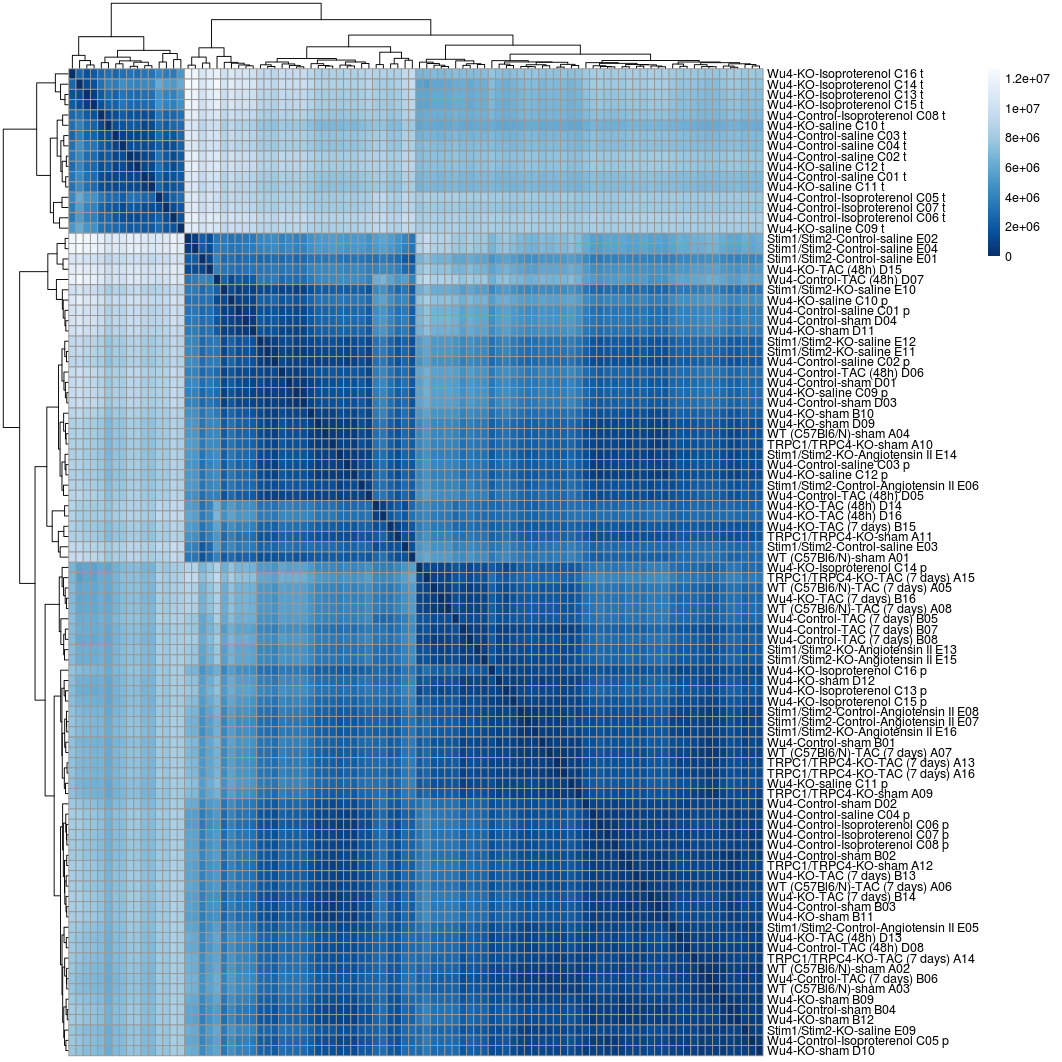 Wu4-KO-Isoproterenol C16 t
Wu4-KO-Isoproterenol C14 t
Wu4-KO-Isoproterenol C13 t
Wu4-KO-Isoproterenol C15 t
Wu4-Control-Isoproterenol C08 t
Wu4-KO-saline C10 t
Wu4-Control-saline C03 t
Wu4-Control-saline C04 t
Wu4-Control-saline C02 t
Wu4-KO-saline C12 t
Wu4-Control-saline C01 t
Wu4-KO-saline C11 t
Wu4-Control-Isoproterenol C05 t
Wu4-Control-Isoproterenol C07 t
Wu4-Control-Isoproterenol C06 t
Wu4-KO-saline C09 t
Stim1/Stim2-Control-saline E02
Stim1/Stim2-Control-saline E04
Stim1/Stim2-Control-saline E01
Wu4-KO-TAC (48h) D15
Wu4-Control-TAC (48h) D07
Stim1/Stim2-KO-saline E10
Wu4-KO-saline C10 p
Wu4-Control-saline C01 p
Wu4-Control-sham D04
Wu4-KO-sham D11
Stim1/Stim2-KO-saline E12
Stim1/Stim2-KO-saline E11
Wu4-Control-saline C02 p
Wu4-Control-TAC (48h) D06
Wu4-Control-sham D01
Wu4-KO-saline C09 p
Wu4-Control-sham D03
Wu4-KO-sham B10
Wu4-KO-sham B09
WT (C57Bl6/N)-sham A04
TRPC1/TRPC4-KO-sham A10
Stim1/Stim2-KO-Angiotensin II E14
Wu4-Control-saline C03 p
Wu4-KO-saline C12 p
Stim1/Stim2-Control-Angiotensin II E06
Wu4-Control-TAC (48h) D05
Wu4-KO-TAC (48h) D14
Wu4-KO-TAC (48h) D16
Wu4-KO-TAC (7 days) B15
TRPC1/TRPC4-KO-sham A11
Stim1/Stim2-Control-saline E03
WT (C57Bl6/N)-sham A01
Wu4-KO-Isoproterenol C14 p
TRPC1/TRPC4-KO-TAC (7 days) A15
WT (C57Bl6/N)-TAC (7 days) A05
Wu4-KO-TAC (7 days) B16
WT (C57Bl6/N)-TAC (7 days) A08
Wu4-Control-TAC (7 days) B05
Wu4-Control-TAC (7 days) B07
Wu4-Control-TAC (7 days) B08
Stim1/Stim2-KO-Angiotensin II E13
Stim1/Stim2-KO-Angiotensin II E15
Wu4-KO-Isoproterenol C16 p
Wu4-KO-sham D12
Wu4-KO-Isoproterenol C13 p
Wu4-KO-Isoproterenol C15 p
Stim1/Stim2-Control-Angiotensin II E08
Stim1/Stim2-Control-Angiotensin II E07
Stim1/Stim2-KO-Angiotensin II E16
Wu4-Control-sham B01
WT (C57Bl6/N)-TAC (7 days) A07
TRPC1/TRPC4-KO-TAC (7 days) A13
TRPC1/TRPC4-KO-TAC (7 days) A16
Wu4-KO-saline C11 p
TRPC1/TRPC4-KO-sham A09
Wu4-Control-sham D02
Wu4-Control-saline C04 p
Wu4-Control-Isoproterenol C06 p
Wu4-Control-Isoproterenol C07 p
Wu4-Control-Isoproterenol C08 p
Wu4-Control-sham B02
TRPC1/TRPC4-KO-sham A12
Wu4-KO-TAC (7 days) B13
WT (C57Bl6/N)-TAC (7 days) A06
Wu4-KO-TAC (7 days) B14
Wu4-Control-sham B03
Wu4-KO-sham B11
Stim1/Stim2-Control-Angiotensin II E05
Wu4-KO-TAC (48h) D13
Wu4-Control-TAC (48h) D08
TRPC1/TRPC4-KO-TAC (7 days) A14
WT (C57Bl6/N)-sham A02
Wu4-Control-TAC (7 days) B06
WT (C57Bl6/N)-sham A03
Wu4-KO-sham B09
Wu4-Control-sham B04
Wu4-KO-sham B12
Stim1/Stim2-KO-saline E09
Wu4-Control-Isoproterenol C05 p
Wu4-KO-sham D10
1.2e+07
1e+07
8e+06
6e+06
4e+06
2e+06
0